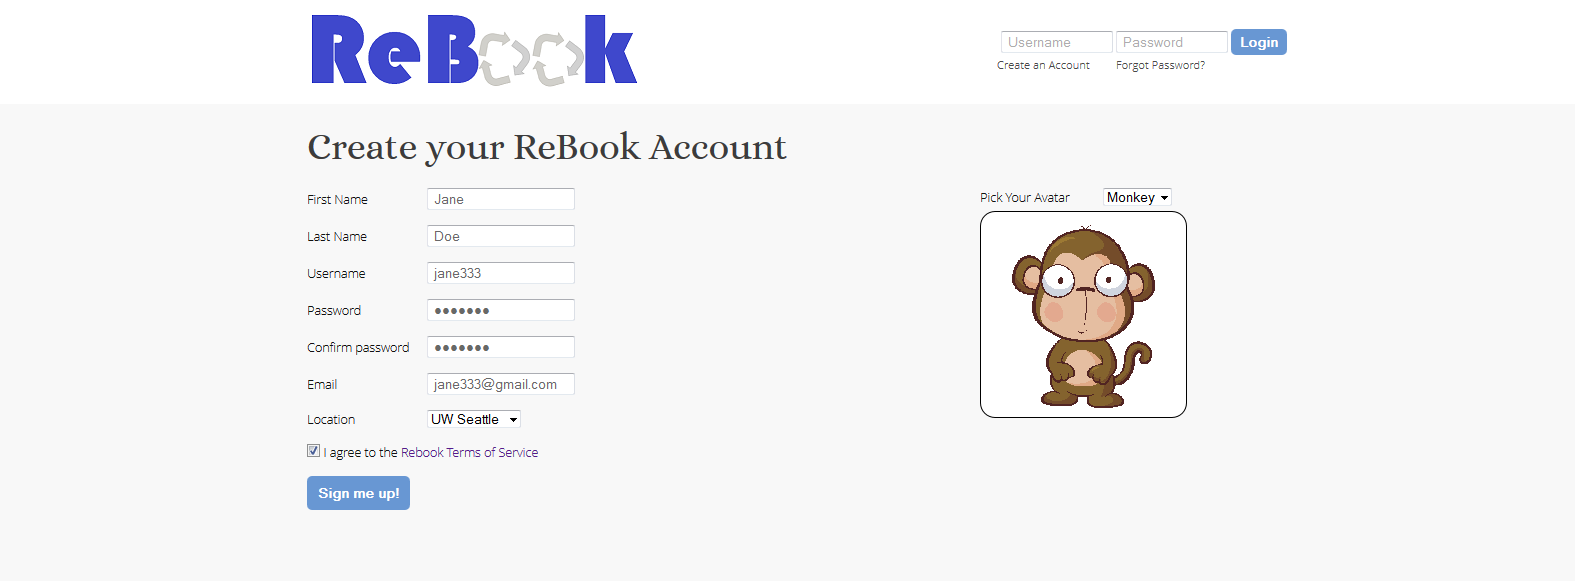 ReBook
Username Password Login
Create an Account Forgot Password?
Create your ReBook Account
First Name Jane
Last Name Doe
Username jane333
Password •••••••
Confirm password •••••••
Email jane333@gmail.com
Location UW Seattle
I agree to the Rebook Terms of Service
Sign me up!
Pick Your Avatar Monkey